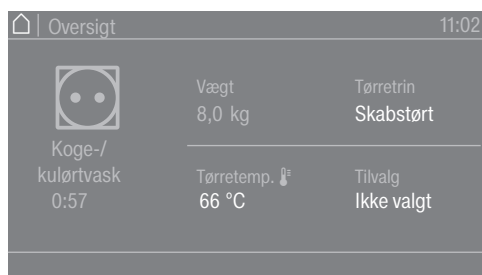 Oversigt 11:02
Koge-/
kulørtvask
0:57
Vægt
8,0 kg
Tørretrin
Skabstørt
Tørretemp.
66 °C
Tilvalg
Ikke valgt